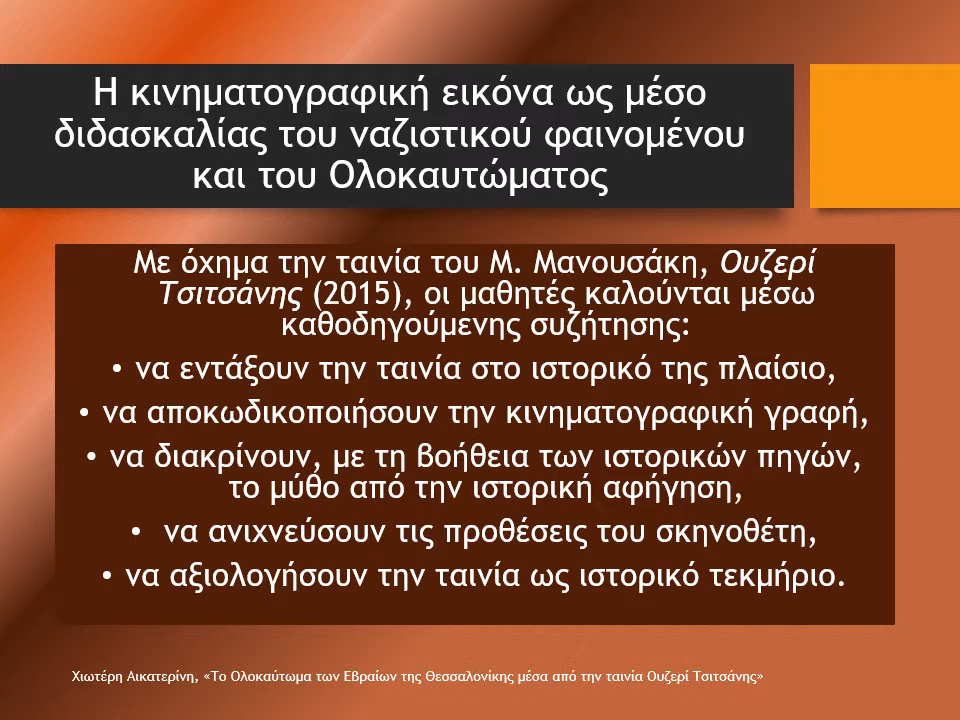 Η κινηματογραφική εικόνα ως μέσο
διδασκαλίας του ναζιστικού φαινομένου
και του Ολοκαυτώματος
Με όχημα την ταινία του Μ. Μανουσάκη, Ουζερί
Τσιτσάνης (2015), οι μαθητές καλούνται μέσω
καθοδηγούμενης συζήτησης:
• να εντάξουν την ταινία στο ιστορικό της πλαίσιο,
• να αποκωδικοποιήσουν την κινηματογραφική γραφή,
• να διακρίνουν, με τη βοήθεια των ιστορικών πηγών,
το μύθο από την ιστορική αφήγηση,
• να ανιχνεύσουν τις προθέσεις του σκηνοθέτη,
• να αξιολογήσουν την ταινία ως ιστορικό τεκμήριο.
Χιωτέρη Αικατερίνη, «Το Ολοκαύτωμα των Εβραίων της Θεσσαλονίκης μέσα από την ταινία Ουζερί Τσιτσάνης»